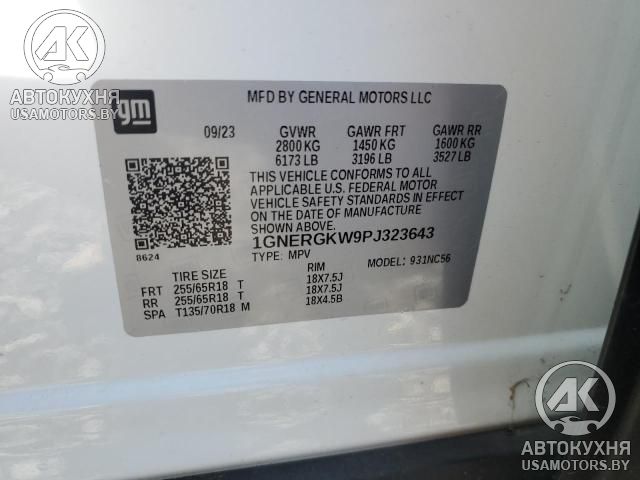 АВТОКУХНЯ
USAMOTORS.BY
gm
MFD BY GENERAL MOTORS LLC
09/23 GVWR GAWR FRT GAWR RR
2800 KG 1450 KG 1600 KG
6173 LB 3196 LB 3527 LB
THIS VEHICLE CONFORMS TO ALL
APPLICABLE U.S. FEDERAL MOTOR
VEHICLE SAFETY STANDARDS IN EFFECT
ON THE DATE OF MANUFACTURE
SHOWN ABOVE.
1GNERGKW9PJ323643
8624
TYPE: MPV MODEL: 931NC56
TIRE SIZE RIM
FRT 255/65R18 T 18X7.5J
RR 255/65R18 T 18X7.5J
SPA T135/70R18 M 18X4.5B
АК
АВТОКУХНЯ
USAMOTORS.BY